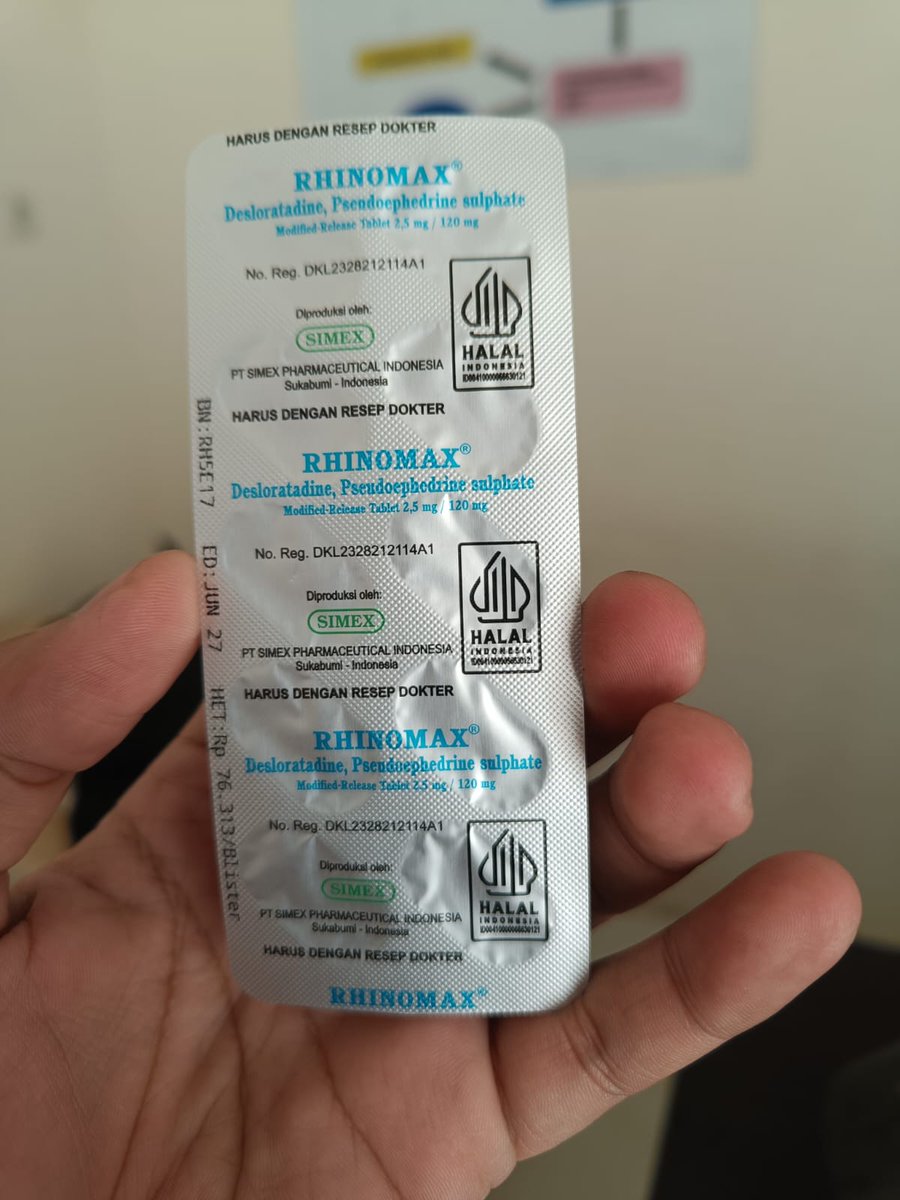 HARUS DENGAN RESEP DOKTER
RHINOMAX®
Desloratadine, Pseudoephedrine sulphate
Modified-Release Tablet 2,5 mg / 120 mg
No. Reg. DKL2328212114A1
Diproduksi oleh:
SIMEX
PT SIMEX PHARMACEUTICAL INDONESIA
Sukabumi - Indonesia
HALAL
INDONESIA
HARUS DENGAN RESEP DOKTER
RHINOMAX®
Desloratadine, Pseudoephedrine sulphate
Modified-Release Tablet 2,5 mg / 120 mg
No. Reg. DKL2328212114A1
Diproduksi oleh:
SIMEX
PT SIMEX PHARMACEUTICAL INDONESIA
Sukabumi - Indonesia
HALAL
INDONESIA
HARUS DENGAN RESEP DOKTER
RHINOMAX®
Desloratadine, Pseudoephedrine sulphate
Modified-Release Tablet 2,5 mg / 120 mg
No. Reg. DKL2328212114A1
Diproduksi oleh:
SIMEX
PT SIMEX PHARMACEUTICAL INDONESIA
Sukabumi - Indonesia
HALAL
INDONESIA
HARUS DENGAN RESEP DOKTER
RHINOMAX®
BN:RH5E17 ED:JUN 27 HET:Rp 76.313/Blister